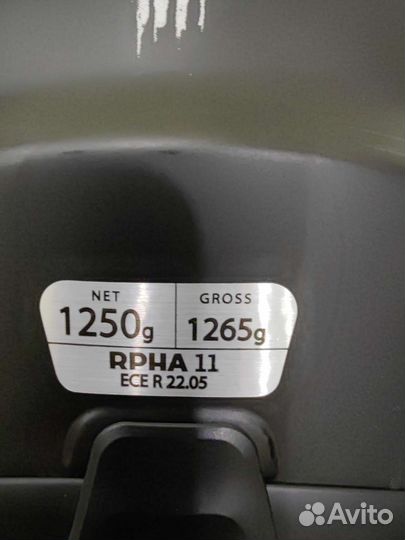 NET GROSS
1250g 1265g
RPHA 11
ECE R 22.05
Avito